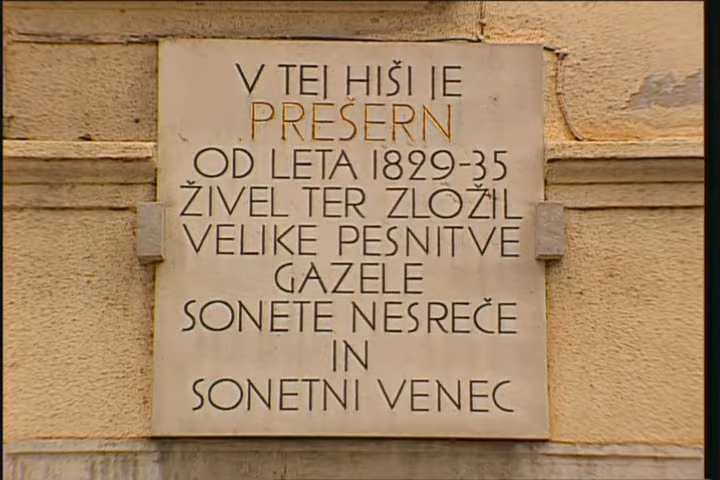 V TEJ HIŠI JE
PREŠERN
OD LETA 1829-35
ŽIVEL TER ZLOŽIL
VELIKE PESNITVE
GAZELE
SONETE NESREČE
IN
SONETNI VENEC